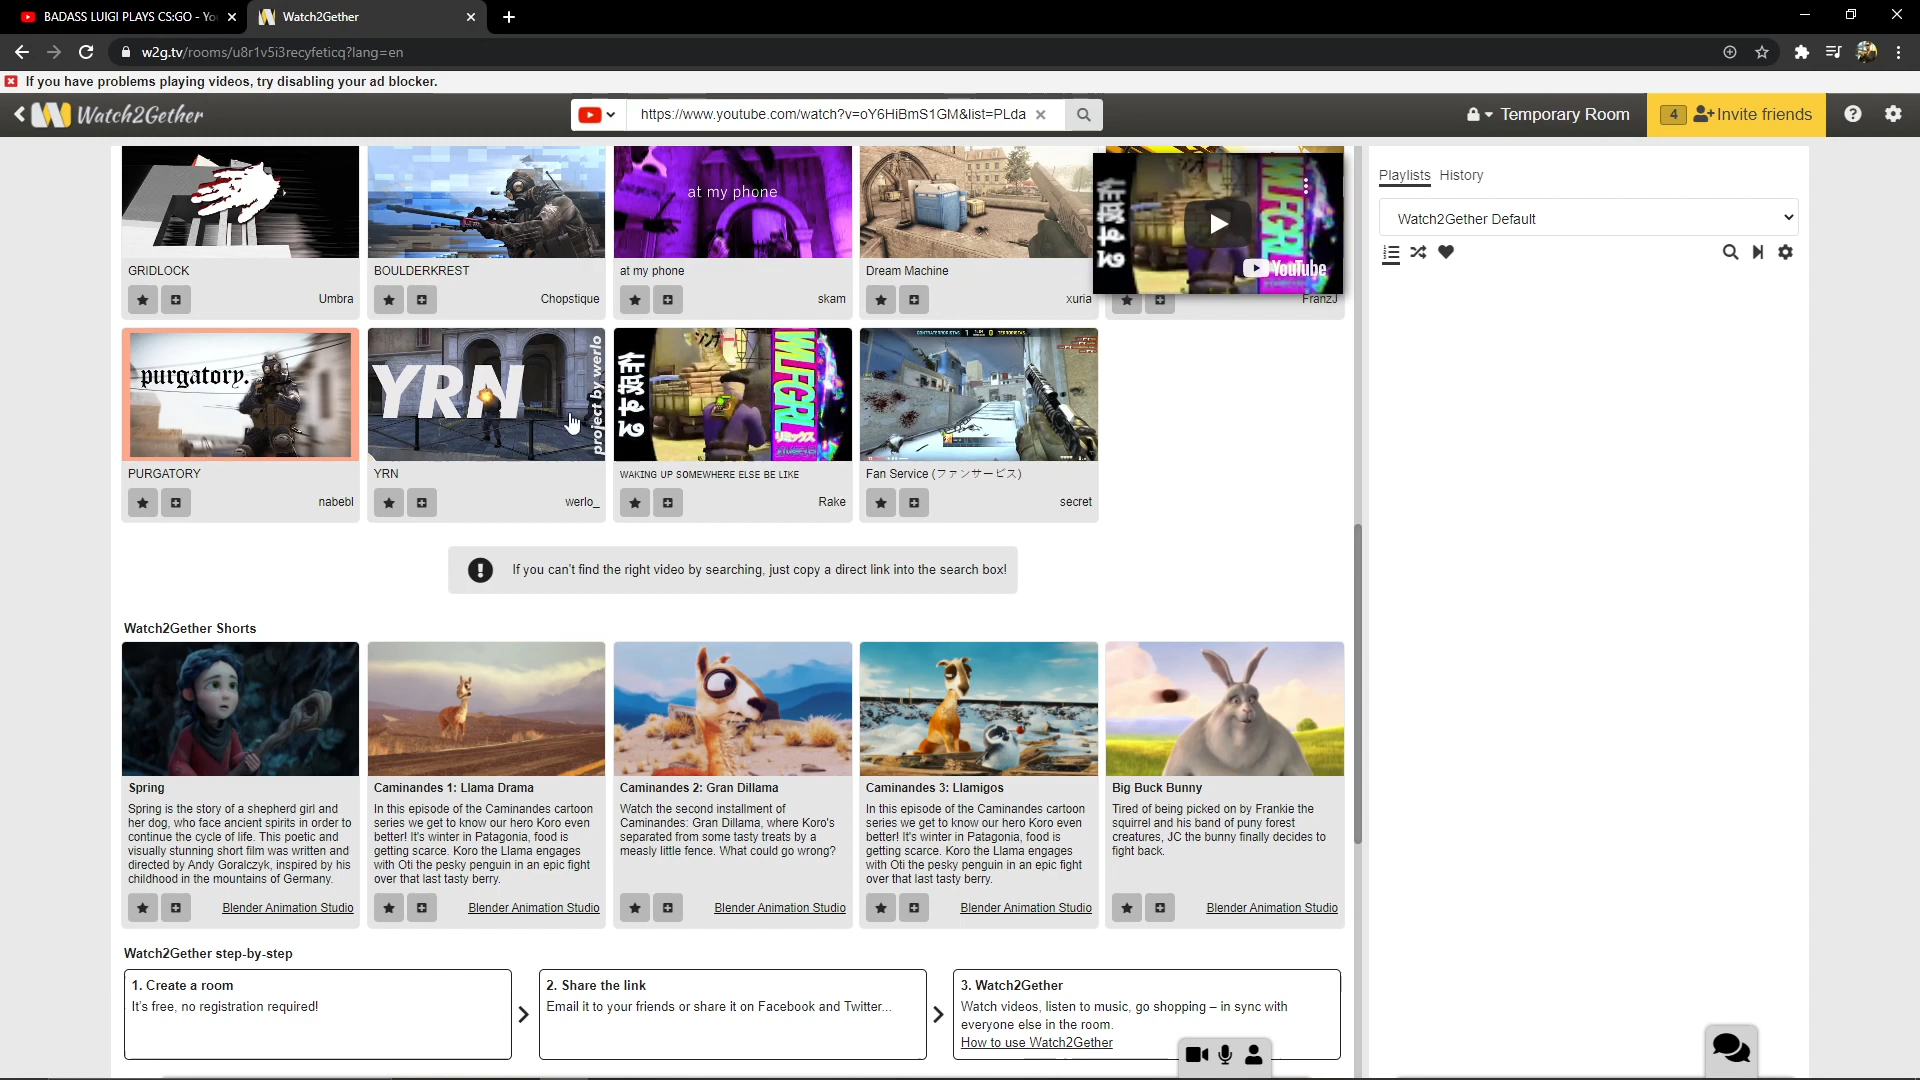 BADASS LUIGI PLAYS CS:GO - Yo
Watch2Gether
w2g.tv/rooms/u8r1v5i3recyfeticq?lang=en
If you have problems playing videos, try disabling your ad blocker.
Watch2Gether
https://www.youtube.com/watch?v=oY6HiBmS1GM&list=PLda
Temporary Room
4
Invite friends
at my phone
YouTube
Playlists History
Watch2Gether Default
GRIDLOCK
Umbra
BOULDERKREST
Chopstique
at my phone
skam
Dream Machine
xuria
FranzJ
purgatory.
YRN
project by werlo
WLFCGRL
PURGATORY
nabebl
YRN
werlo_
WAKING UP SOMEWHERE ELSE BE LIKE
Rake
Fan Service (ファンサービス)
secret
If you can't find the right video by searching, just copy a direct link into the search box!
Watch2Gether Shorts
Spring
Spring is the story of a shepherd girl and
her dog, who face ancient spirits in order to
continue the cycle of life. This poetic and
visually stunning short film was written and
directed by Andy Goralczyk, inspired by his
childhood in the mountains of Germany.
Blender Animation Studio
Caminandes 1: Llama Drama
In this episode of the Caminandes cartoon
series we get to know our hero Koro even
better! It's winter in Patagonia, food is
getting scarce. Koro the Llama engages
with Oti the pesky penguin in an epic fight
over that last tasty berry.
Blender Animation Studio
Caminandes 2: Gran Dillama
Watch the second installment of
Caminandes: Gran Dillama, where Koro's
separated from some tasty treats by a
measly little fence. What could go wrong?
Blender Animation Studio
Caminandes 3: Llamigos
In this episode of the Caminandes cartoon
series we get to know our hero Koro even
better! It's winter in Patagonia, food is
getting scarce. Koro the Llama engages
with Oti the pesky penguin in an epic fight
over that last tasty berry.
Blender Animation Studio
Big Buck Bunny
Tired of being picked on by Frankie the
squirrel and his band of puny forest
creatures, JC the bunny finally decides to
fight back.
Blender Animation Studio
Watch2Gether step-by-step
1. Create a room
It's free, no registration required!
2. Share the link
Email it to your friends or share it on Facebook and Twitter...
3. Watch2Gether
Watch videos, listen to music, go shopping – in sync with
everyone else in the room.
How to use Watch2Gether